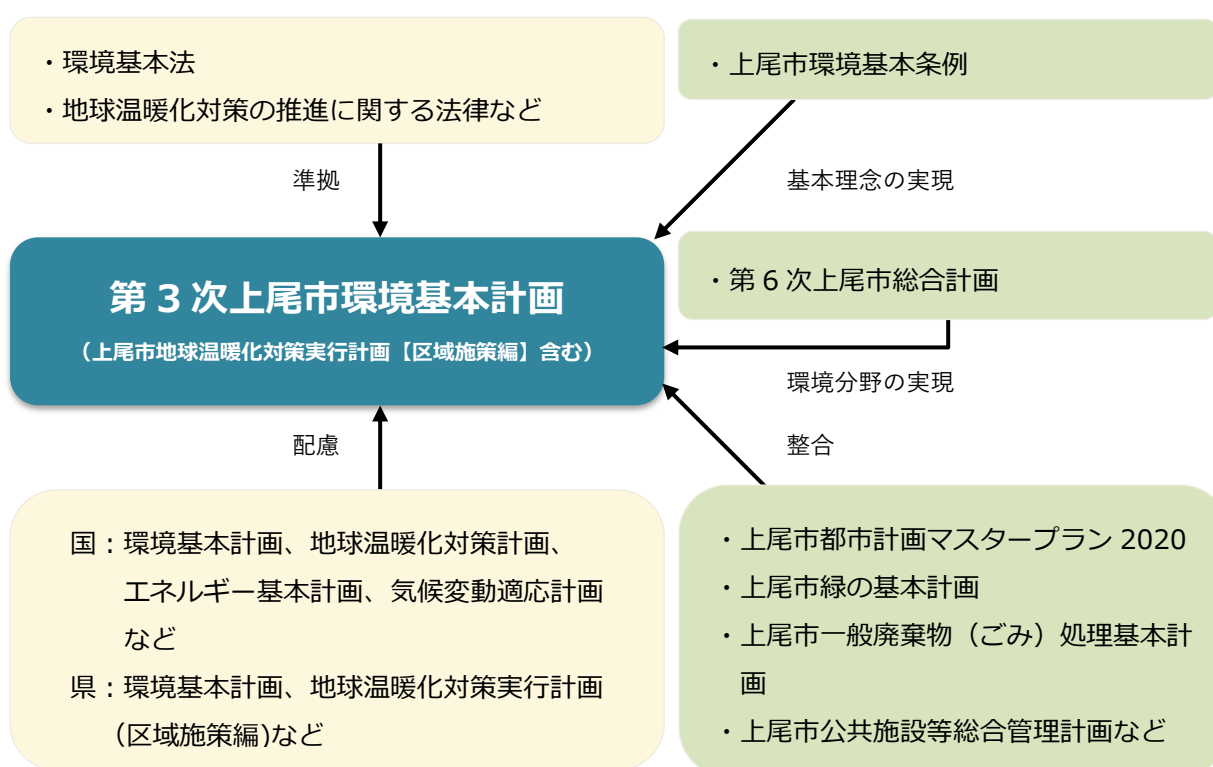 ・環境基本法
・地球温暖化対策の推進に関する法律など
・上尾市環境基本条例
準拠
基本理念の実現
第3次上尾市環境基本計画
（上尾市地球温暖化対策実行計画【区域施策編】含む）
・第6次上尾市総合計画
環境分野の実現
配慮
整合
国：環境基本計画、地球温暖化対策計画、
エネルギー基本計画、気候変動適応計画
など
県：環境基本計画、地球温暖化対策実行計画
（区域施策編)など
・上尾市都市計画マスタープラン 2020
・上尾市緑の基本計画
・上尾市一般廃棄物（ごみ）処理基本計
画
・上尾市公共施設等総合管理計画など